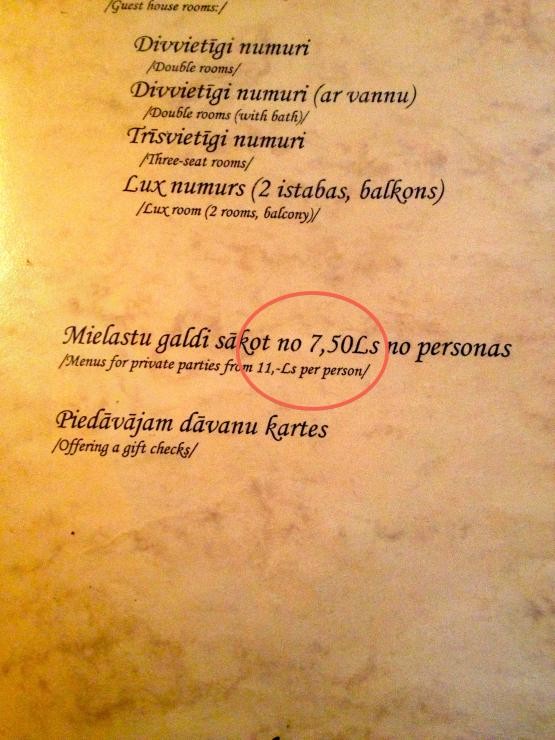 /Guest house rooms:/
Divvietīgi numuri
/Double rooms/
Divvietīgi numuri (ar vannu)
/Double rooms (with bath)/
Trīsvietīgi numuri
/Three-seat rooms/
Lux numurs (2 istabas, balkons)
/Lux room (2 rooms, balcony)/
Mielastu galdi sākot no 7,50Ls no personas
/Menus for private parties from 11,-Ls per person/
Piedāvājam dāvanu kartes
/Offering a gift checks/